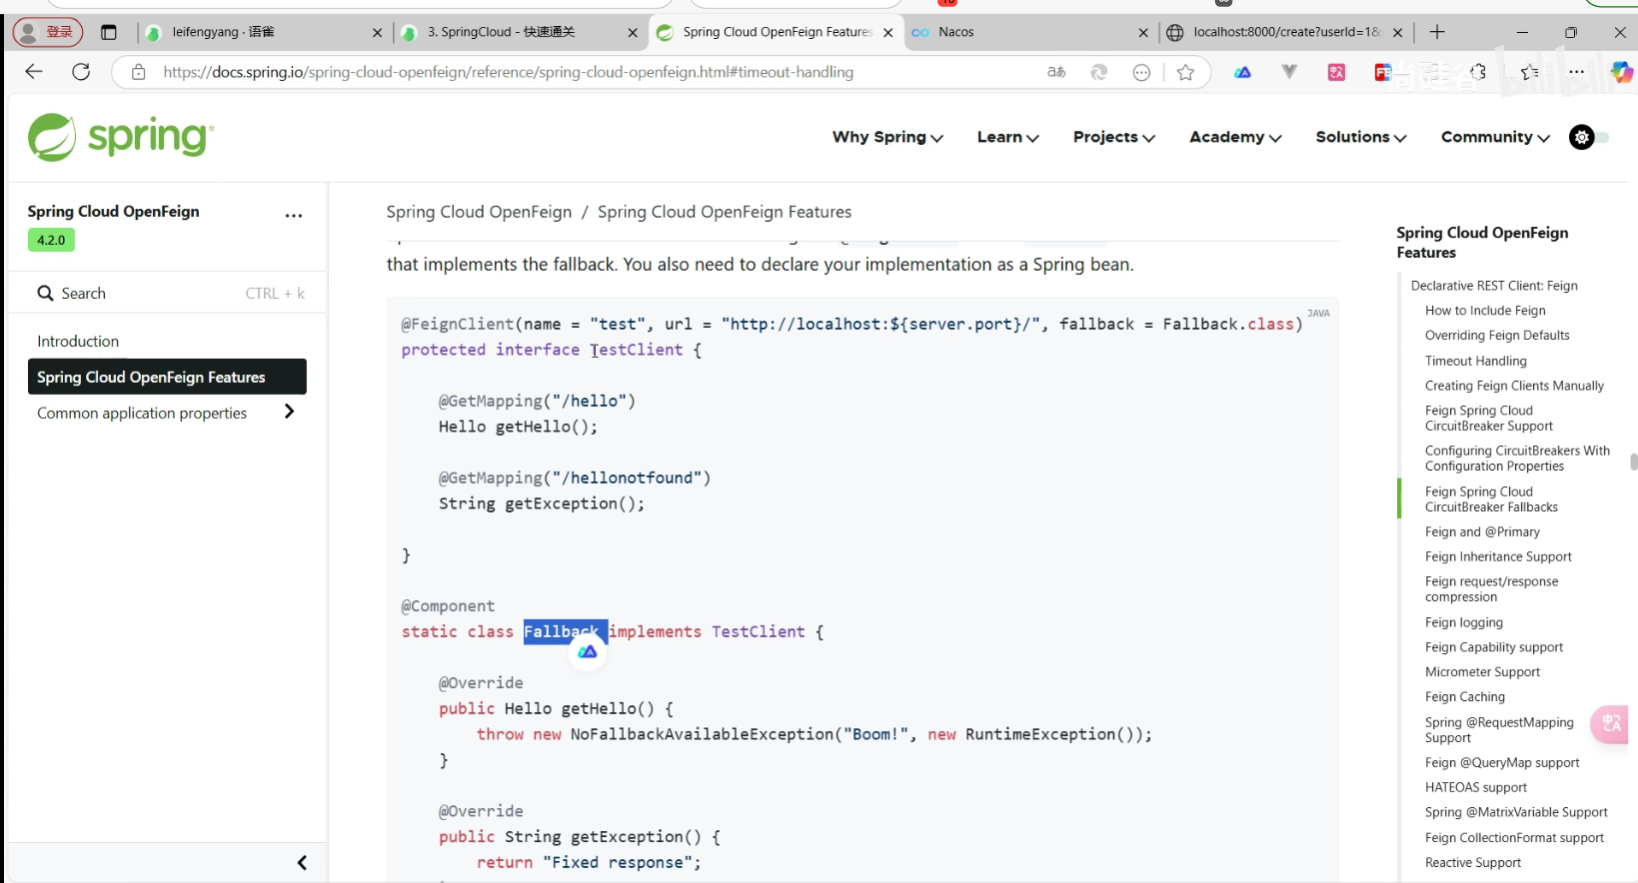 登录
leifengyang · 语雀
3. SpringCloud - 快速通关
Spring Cloud OpenFeign Features
Nacos
localhost:8000/create?userId=1&
https://docs.spring.io/spring-cloud-openfeign/reference/spring-cloud-openfeign.html#timeout-handling
spring
Why Spring
Learn
Projects
Academy
Solutions
Community
Spring Cloud OpenFeign
...
4.2.0
Search
CTRL + k
Introduction
Spring Cloud OpenFeign Features
Common application properties
Spring Cloud OpenFeign / Spring Cloud OpenFeign Features
that implements the fallback. You also need to declare your implementation as a Spring bean.
JAVA
@FeignClient(name = "test", url = "http://localhost:${server.port}/", fallback = Fallback.class)
protected interface TestClient {
@GetMapping("/hello")
Hello getHello();
@GetMapping("/hellonotfound")
String getException();
}
@Component
static class Fallback implements TestClient {
@Override
public Hello getHello() {
throw new NoFallbackAvailableException("Boom!", new RuntimeException());
}
@Override
public String getException() {
return "Fixed response";
Spring Cloud OpenFeign
Features
Declarative REST Client: Feign
How to Include Feign
Overriding Feign Defaults
Timeout Handling
Creating Feign Clients Manually
Feign Spring Cloud
CircuitBreaker Support
Configuring CircuitBreakers With
Configuration Properties
Feign Spring Cloud
CircuitBreaker Fallbacks
Feign and @Primary
Feign Inheritance Support
Feign request/response
compression
Feign logging
Feign Capability support
Micrometer Support
Feign Caching
Spring @RequestMapping
Support
Feign @QueryMap support
HATEOAS support
Spring @MatrixVariable Support
Feign CollectionFormat support
Reactive Support